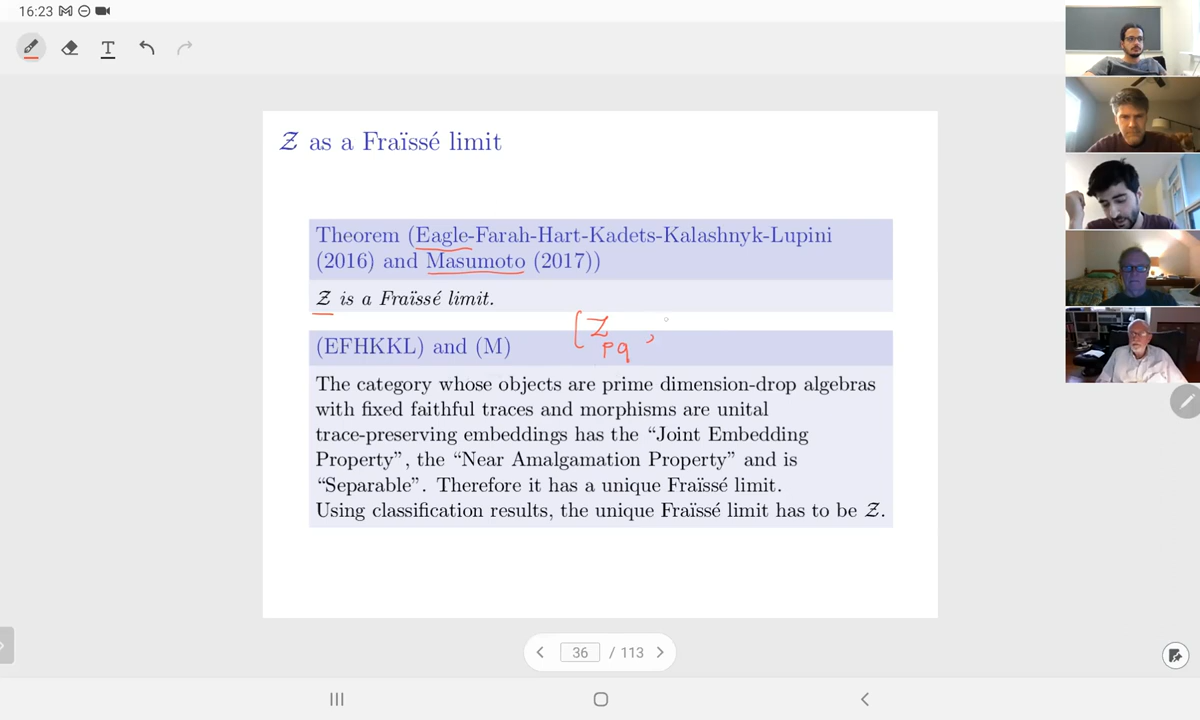 16:23
T
𝒵 as a Fraïssé limit
Theorem (Eagle-Farah-Hart-Kadets-Kalashnyk-Lupini
(2016) and Masumoto (2017))
𝒵 is a Fraïssé limit.
(Z_pq ,
(EFHKKL) and (M)
The category whose objects are prime dimension-drop algebras
with fixed faithful traces and morphisms are unital
trace-preserving embeddings has the “Joint Embedding
Property”, the “Near Amalgamation Property” and is
“Separable”. Therefore it has a unique Fraïssé limit.
Using classification results, the unique Fraïssé limit has to be 𝒵.
36 / 113